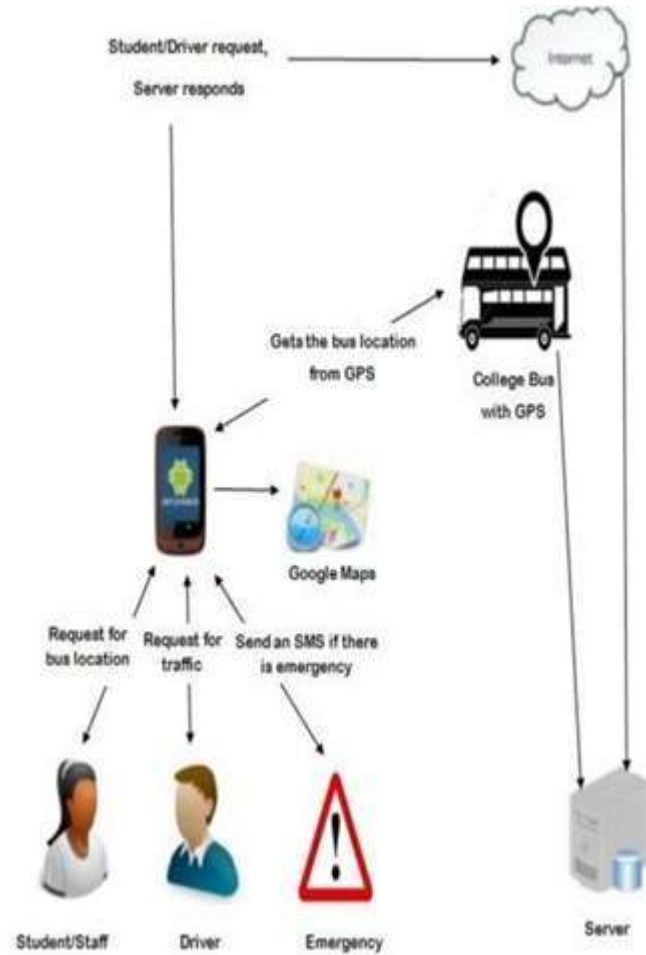 Student/Driver request,
Server responds
Internet
Gets the bus location
from GPS
College Bus
with GPS
Google Maps
Request for
bus location
Request for
traffic
Send an SMS if there
is emergency
Student/Staff
Driver
Emergency
Server